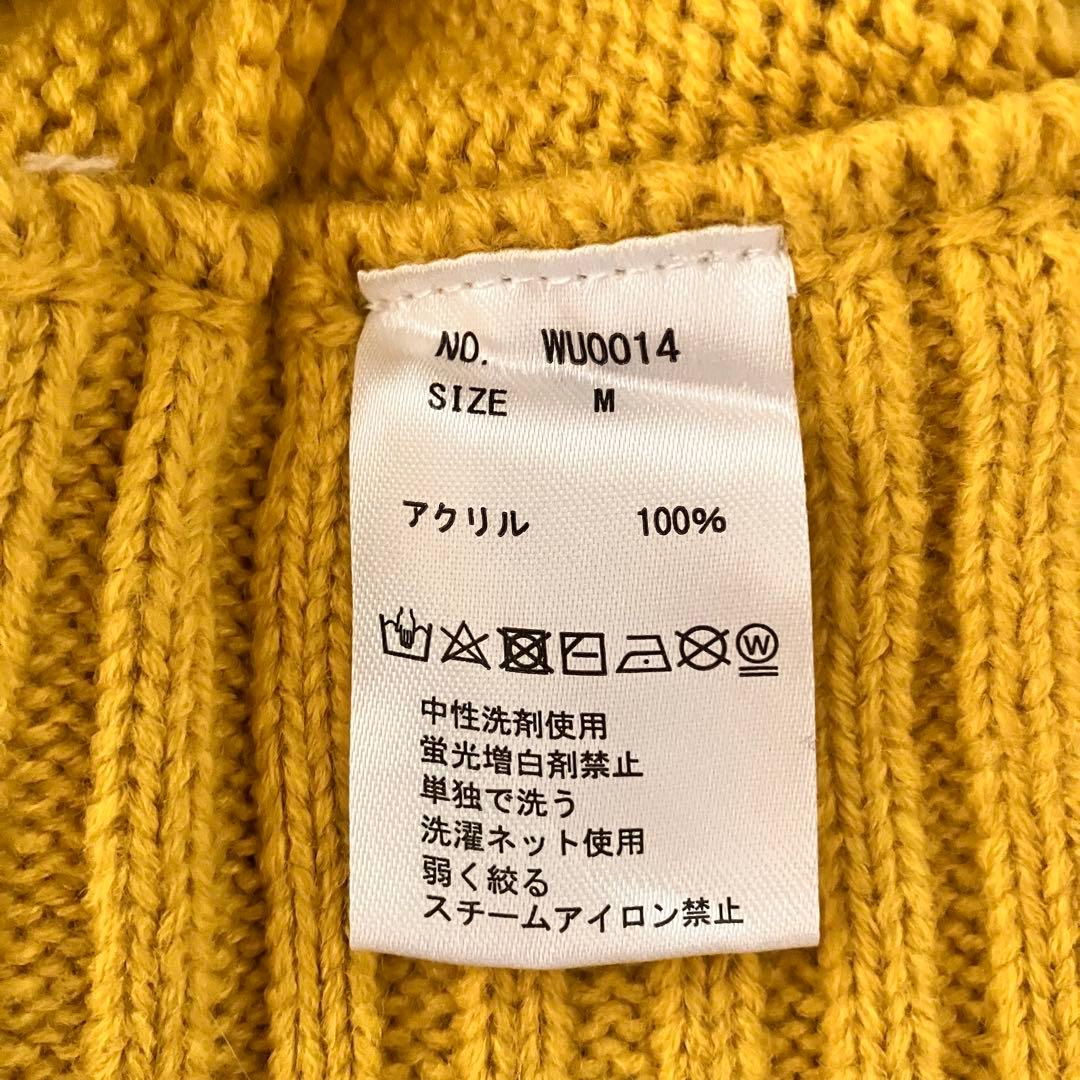 NO. WU0014
SIZE M
アクリル 100%
W
中性洗剤使用
蛍光増白剤禁止
単独で洗う
洗濯ネット使用
弱く絞る
スチームアイロン禁止